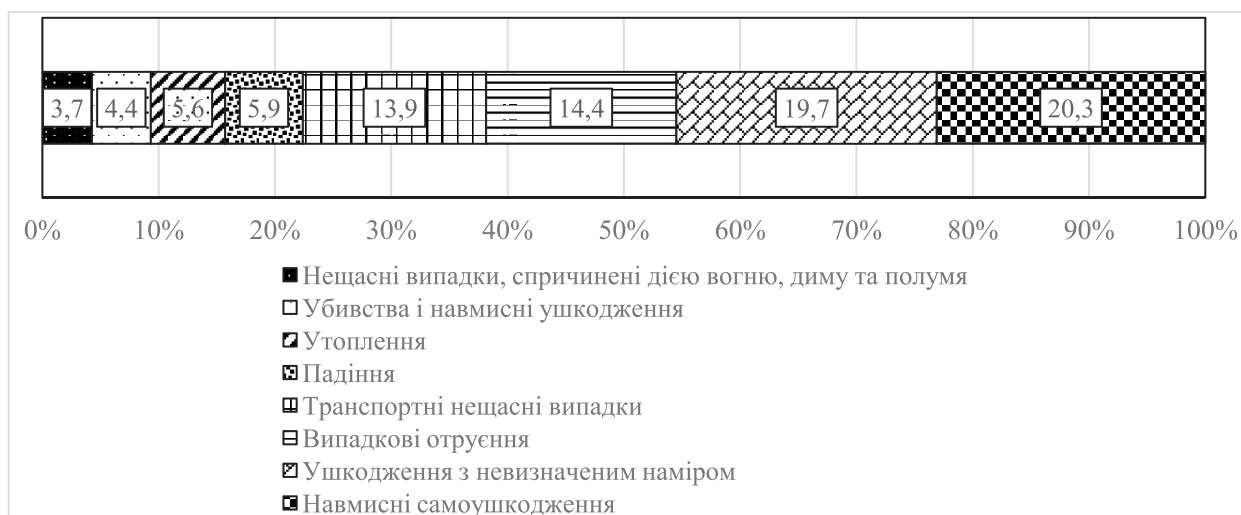 3,7 4,4 5,6 5,9 13,9 14,4 19,7 20,3
0% 10% 20% 30% 40% 50% 60% 70% 80% 90% 100%
Нещасні випадки, спричинені дією вогню, диму та полумя
Убивства і навмисні ушкодження
Утоплення
Падіння
Транспортні нещасні випадки
Випадкові отруєння
Ушкодження з невизначеним наміром
Навмисні самоушкодження